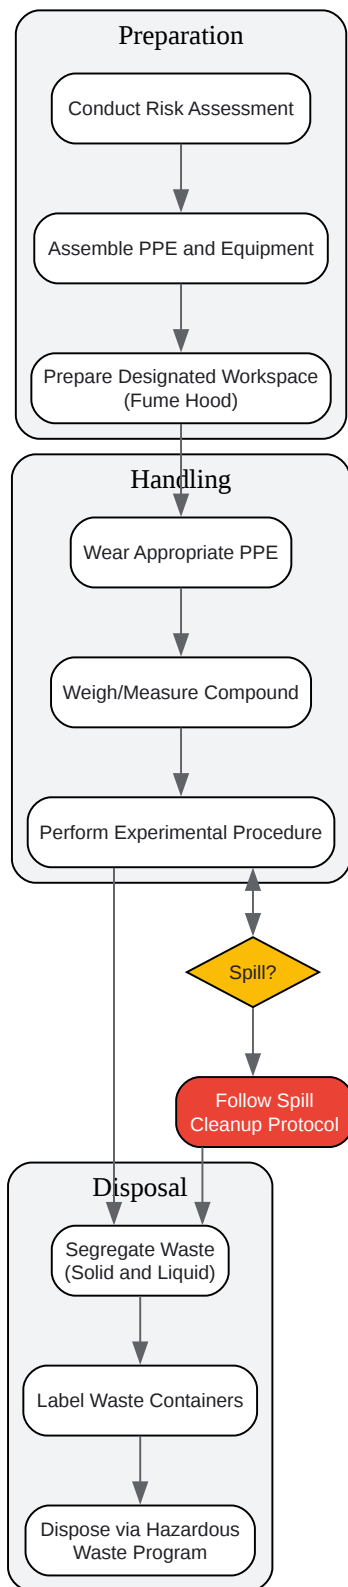 Preparation
Conduct Risk Assessment
Assemble PPE and Equipment
Prepare Designated Workspace
(Fume Hood)
Handling
Wear Appropriate PPE
Weigh/Measure Compound
Perform Experimental Procedure
Spill?
Follow Spill
Cleanup Protocol
Disposal
Segregate Waste
(Solid and Liquid)
Label Waste Containers
Dispose via Hazardous
Waste Program